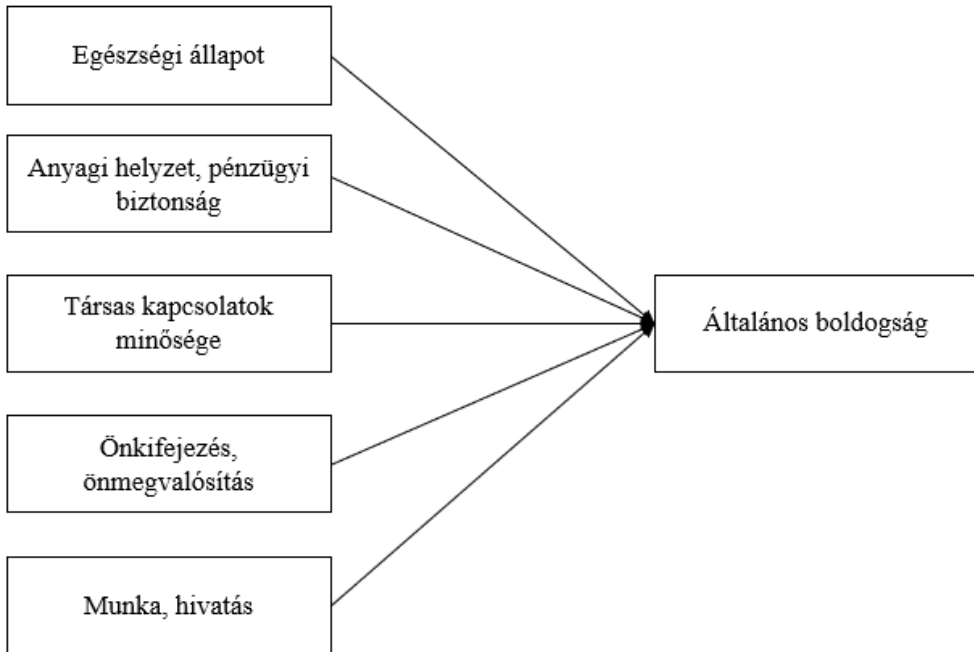 Egészségi állapot
Anyagi helyzet, pénzügyi
biztonság
Társas kapcsolatok
minősége
Általános boldogság
Önkifejezés,
önmegvalósítás
Munka, hivatás